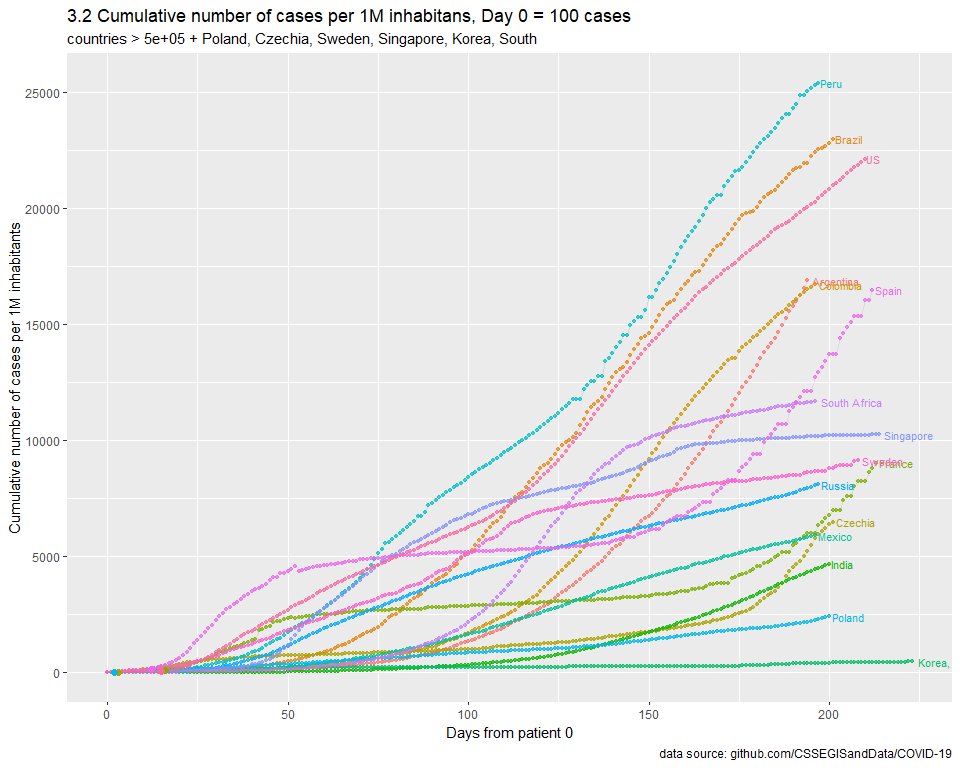 3.2 Cumulative number of cases per 1M inhabitans, Day 0 = 100 cases
countries > 5e+05 + Poland, Czechia, Sweden, Singapore, Korea, South
Cumulative number of cases per 1M inhabitants
25000
20000
15000
10000
5000
0
Peru
Brazil
US
Argentina
Colombia
Spain
South Africa
Singapore
Sweden
France
Russia
Czechia
Mexico
India
Poland
Korea,
0
50
100
150
200
Days from patient 0
data source: github.com/CSSEGISandData/COVID-19